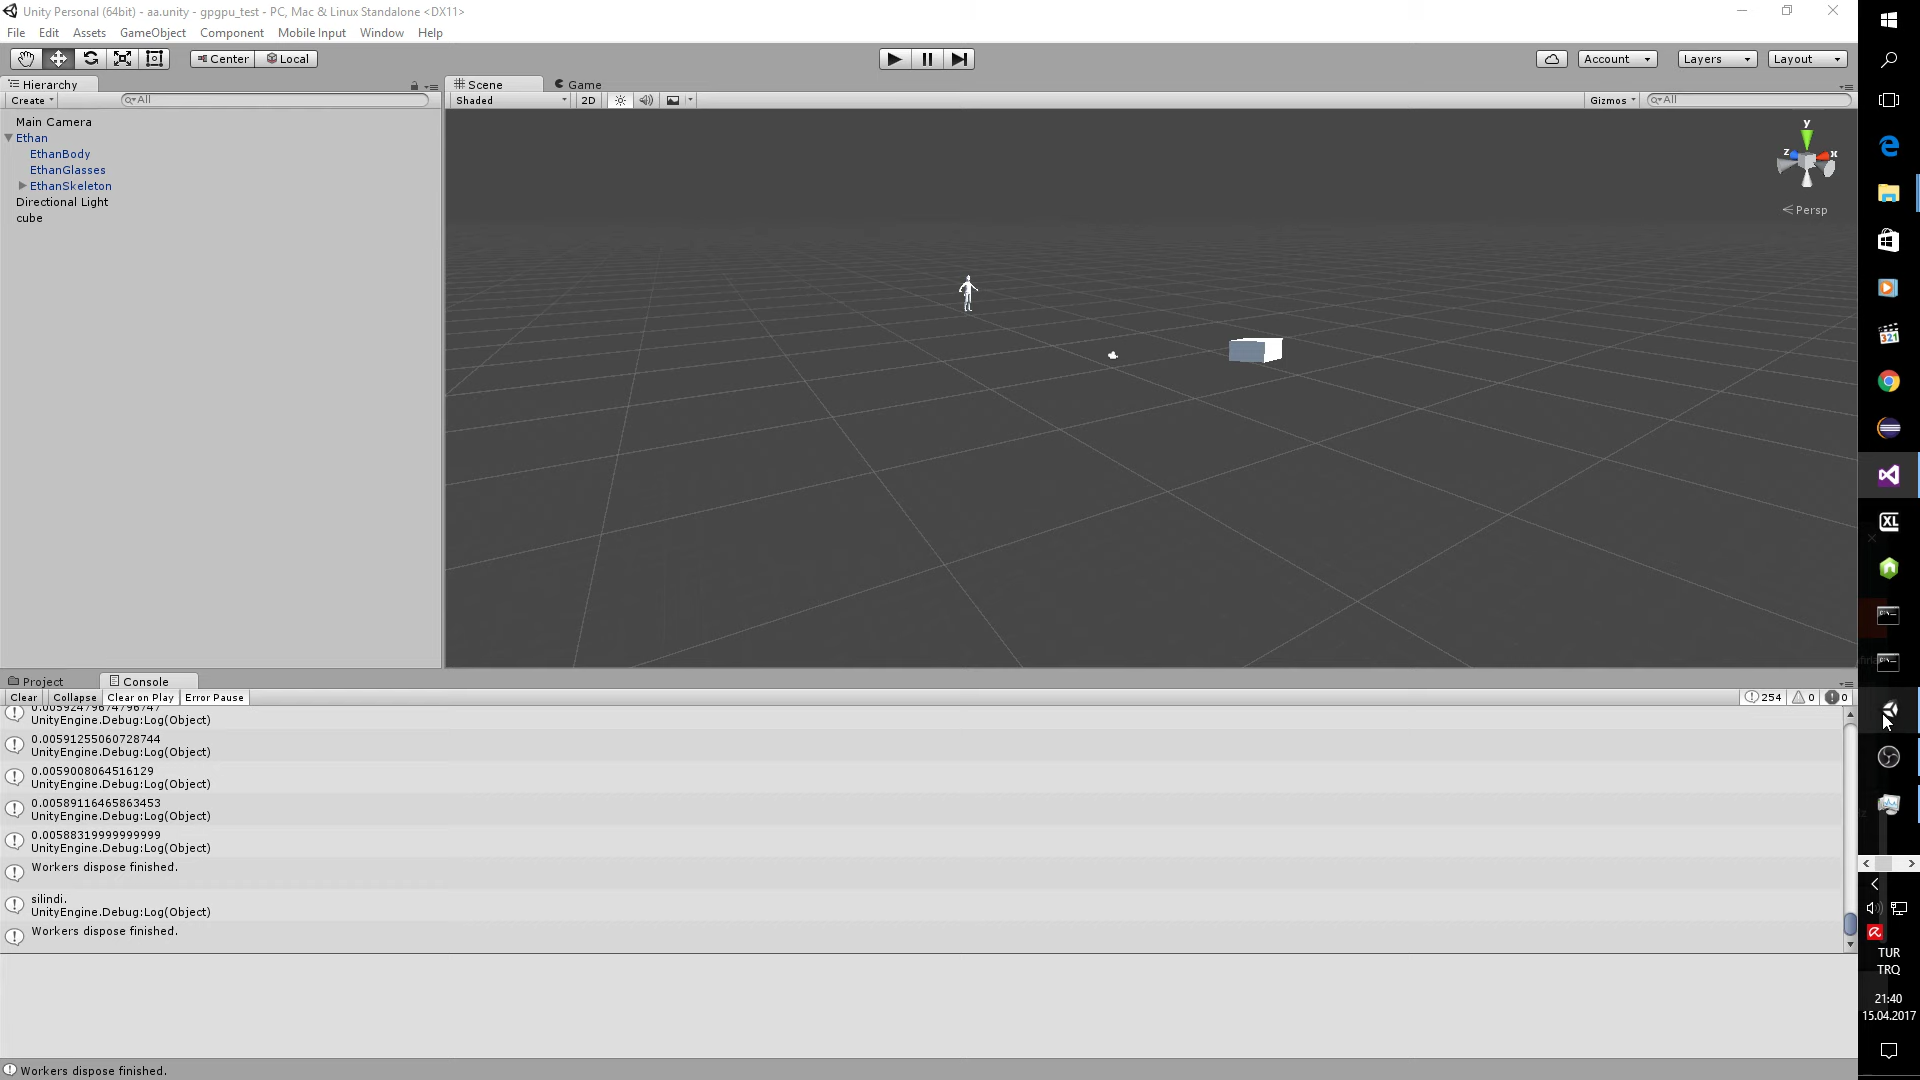 Unity Personal (64bit) - aa.unity - gpgpu_test - PC, Mac & Linux Standalone <DX11>
File Edit Assets GameObject Component Mobile Input Window Help
Center Local
Account Layers Layout
Hierarchy
Create All
Main Camera
Ethan
EthanBody
EthanGlasses
EthanSkeleton
Directional Light
cube
Scene Game
Shaded 2D Gizmos All
y
z x
Persp
Project Console
Clear Collapse Clear on Play Error Pause 254 0 0
0.00592479674796747
UnityEngine.Debug:Log(Object)
0.00591255060728744
UnityEngine.Debug:Log(Object)
0.0059008064516129
UnityEngine.Debug:Log(Object)
0.00589116465863453
UnityEngine.Debug:Log(Object)
0.00588319999999999
UnityEngine.Debug:Log(Object)
Workers dispose finished.
silindi.
UnityEngine.Debug:Log(Object)
Workers dispose finished.
Workers dispose finished.
321
XL
TUR
TRQ
21:40
15.04.2017